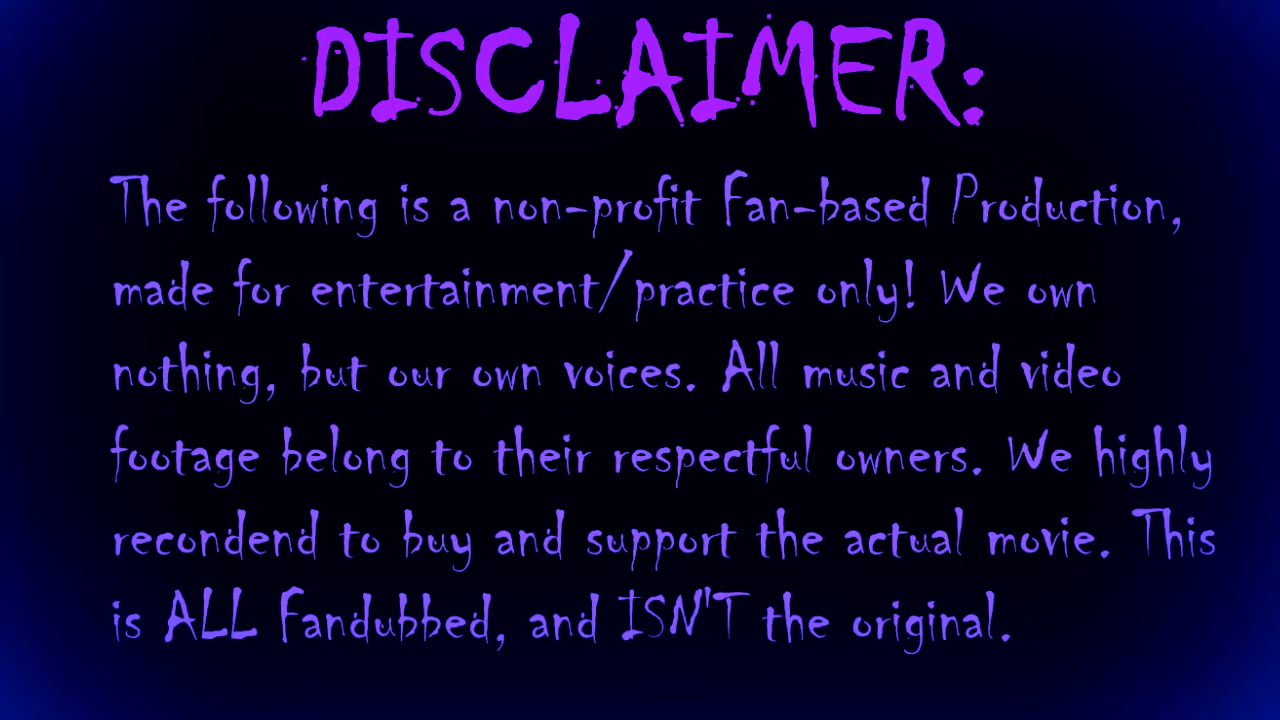 DISCLAIMER:
The following is a non-profit Fan-based Production,
made for entertainment/practice only! We own
nothing, but our own voices. All music and video
footage belong to their respectful owners. We highly
recondend to buy and support the actual movie. This
is ALL Fandubbed, and ISN'T the original.